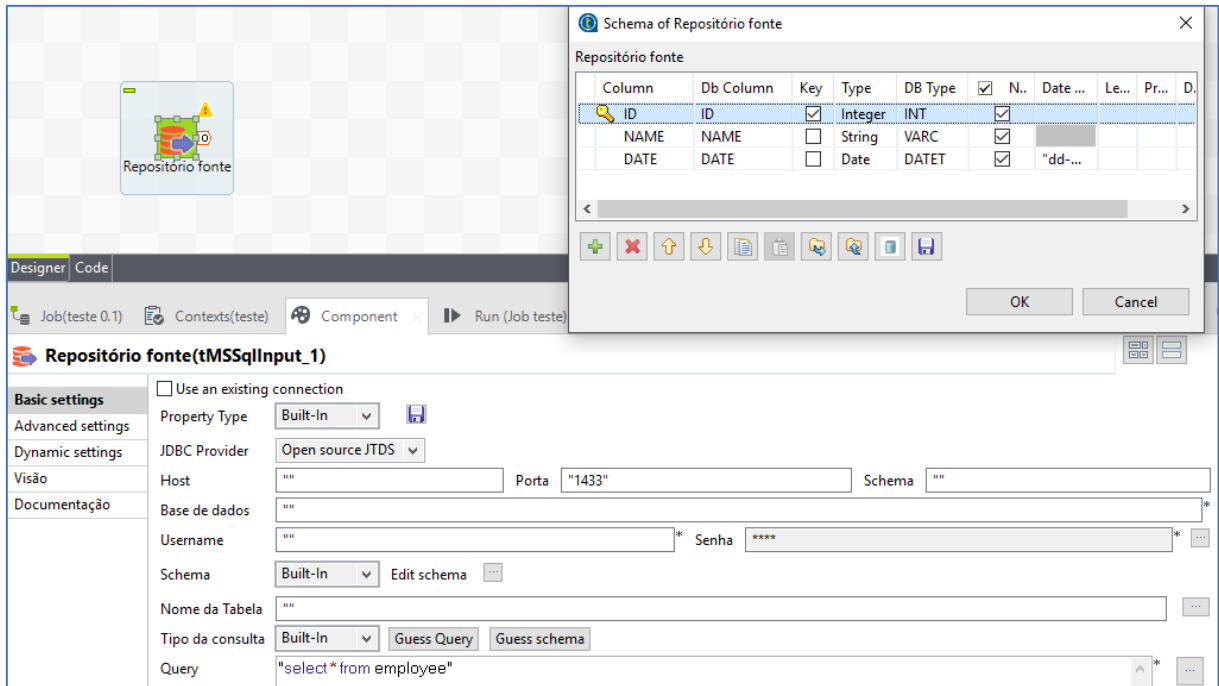 Schema of Repositório fonte
Repositório fonte
Column Db Column Key Type DB Type N.. Date ... Le... Pr... D.
ID ID Integer INT
NAME NAME String VARC
DATE DATE Date DATET "dd-...
OK Cancel
Repositório fonte
Designer Code
Job(teste 0.1) Contexts(teste) Component Run (Job teste)
Repositório fonte(tMSSqlInput_1)
Basic settings
Advanced settings
Dynamic settings
Visão
Documentação
Use an existing connection
Property Type Built-In
JDBC Provider Open source JTDS
Host "" Porta "1433" Schema ""
Base de dados "" *
Username "" * Senha **** * ...
Schema Built-In Edit schema ...
Nome da Tabela "" ...
Tipo da consulta Built-In Guess Query Guess schema
Query "select * from employee" * ...